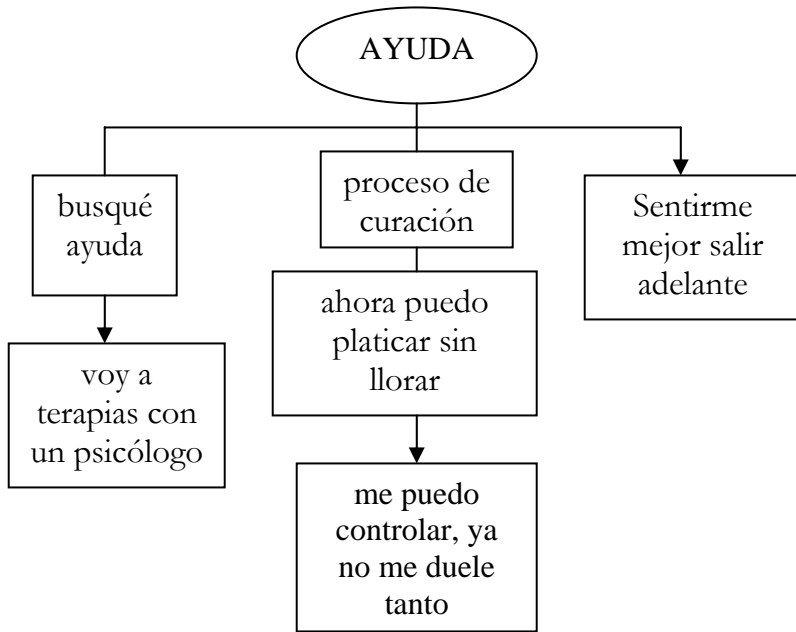 AYUDA
busqué
ayuda
proceso de
curación
Sentirme
mejor salir
adelante
ahora puedo
platicar sin
llorar
voy a
terapias con
un psicólogo
me puedo
controlar, ya
no me duele
tanto